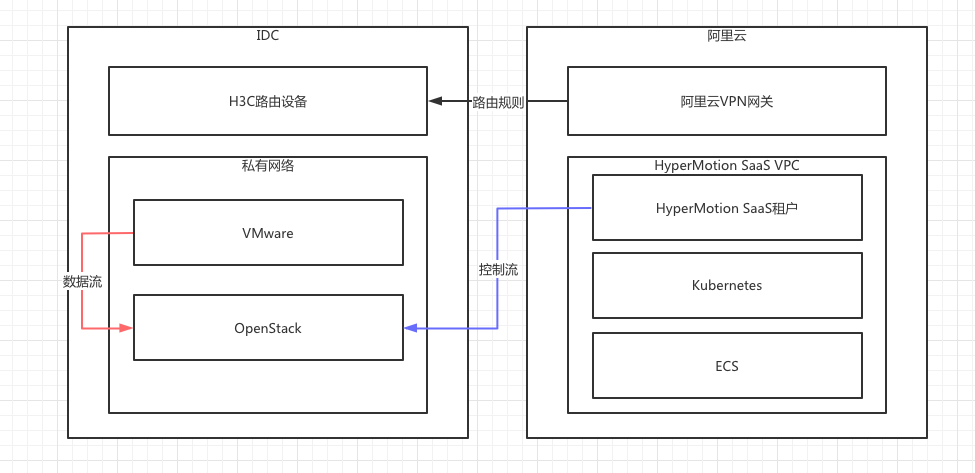 IDC
H3C路由设备
私有网络
VMware
数据流
OpenStack
路由规则
控制流
阿里云
阿里云VPN网关
HyperMotion SaaS VPC
HyperMotion SaaS租户
Kubernetes
ECS